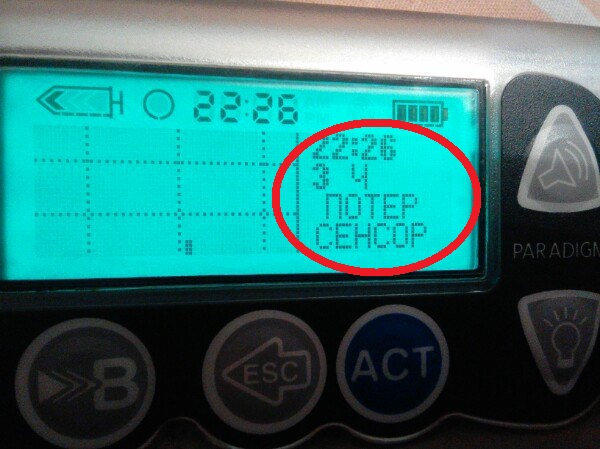 22:26
22:26
3 Ч
ПОТЕР
СЕНСОР
PARADIGM
B
ESC
ACT